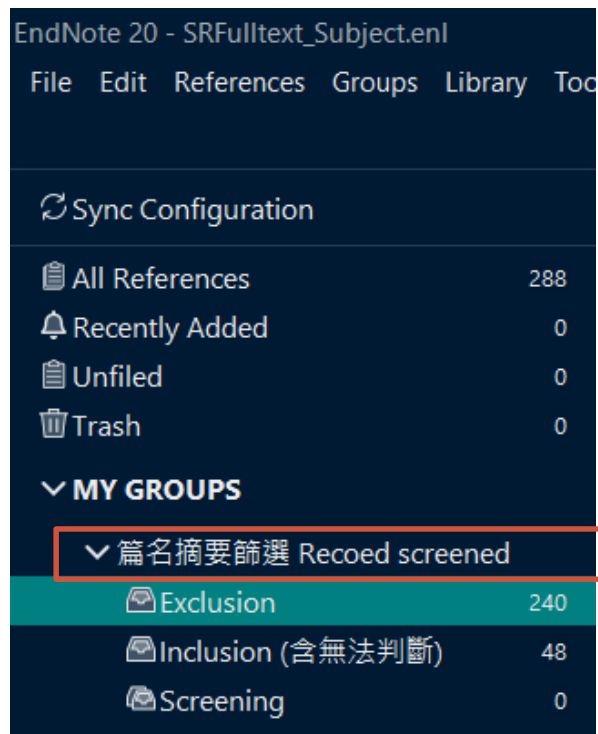 EndNote 20 - SRFulltext_Subject.enl
File Edit References Groups Library Too
Sync Configuration
All References 288
Recently Added 0
Unfiled 0
Trash 0
MY GROUPS
篇名摘要篩選 Recoed screened
Exclusion 240
Inclusion (含無法判斷) 48
Screening 0